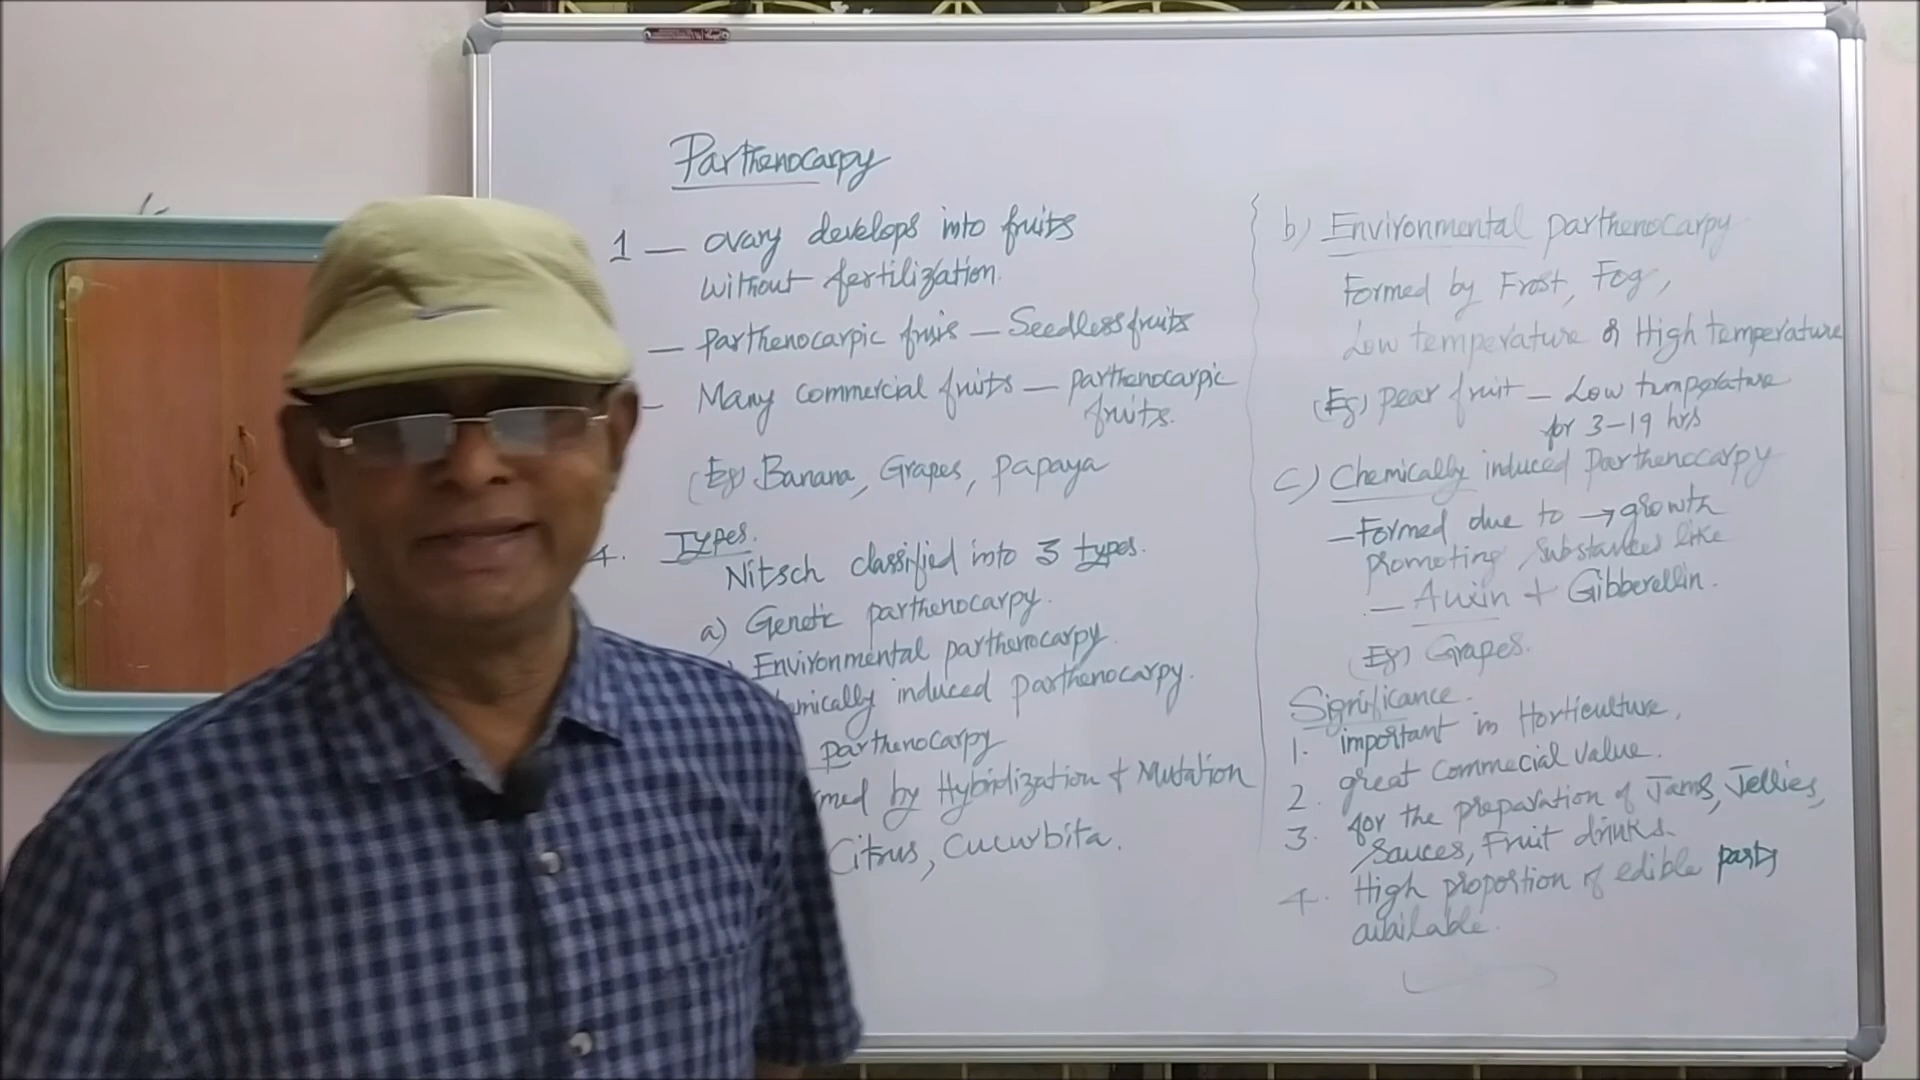 Parthenocarpy
1 — ovary develops into fruits
without fertilization.
— parthenocarpic fruis — Seedless fruits
— Many commercial fruits — parthenocarpic
fruits.
(Eg) Banana, Grapes, papaya
4. Types.
Nitsch classified into 3 types.
a) Genetic parthenocarpy.
Environmental parthenocarpy.
emically induced parthenocarpy.
parthenocarpy
rmed by Hybridization & Mutation
Citrus, Cucurbita.
b) Environmental parthenocarpy
Formed by Frost, Fog,
Low temperature & High temperature
(Eg) pear fruit — Low temperature
for 3-19 hrs
c) Chemically induced Parthenocarpy
— Formed due to → growth
promoting substances like
— Auxin + Gibberellin.
(Eg) Grapes.
Significance.
1. important in Horticulture.
2. great Commecial value.
3. for the preparation of Jams, Jellies,
Sauces, Fruit drinks.
4. High proportion of edible parts
available.